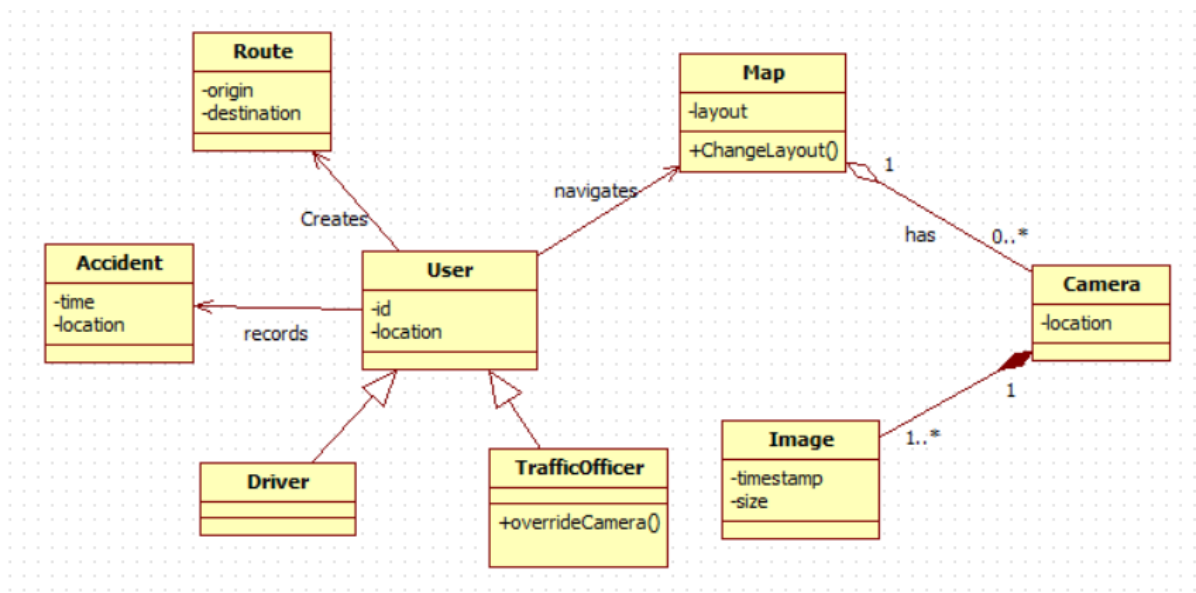 Route
-origin
-destination
Map
-layout
+ChangeLayout()
1
navigates
has
0..*
Creates
Accident
-time
-location
User
-id
-location
records
Camera
-location
1
1..*
Image
-timestamp
-size
Driver
TrafficOfficer
+overrideCamera()